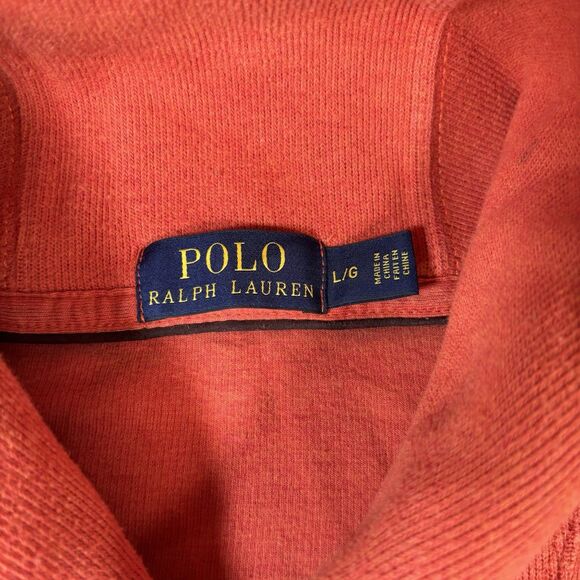 POLO
RALPH LAUREN
L/G
MADE IN
CHINA
FAIT EN
CHINE